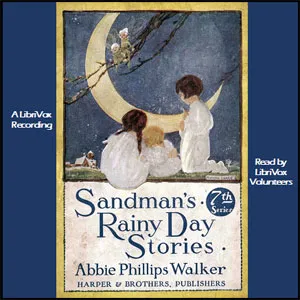 A LibriVox
Recording
Read by
LibriVox
Volunteers
Sandman's
7th
Series
Rainy Day
Stories
Abbie Phillips Walker
HARPER & BROTHERS, PUBLISHERS